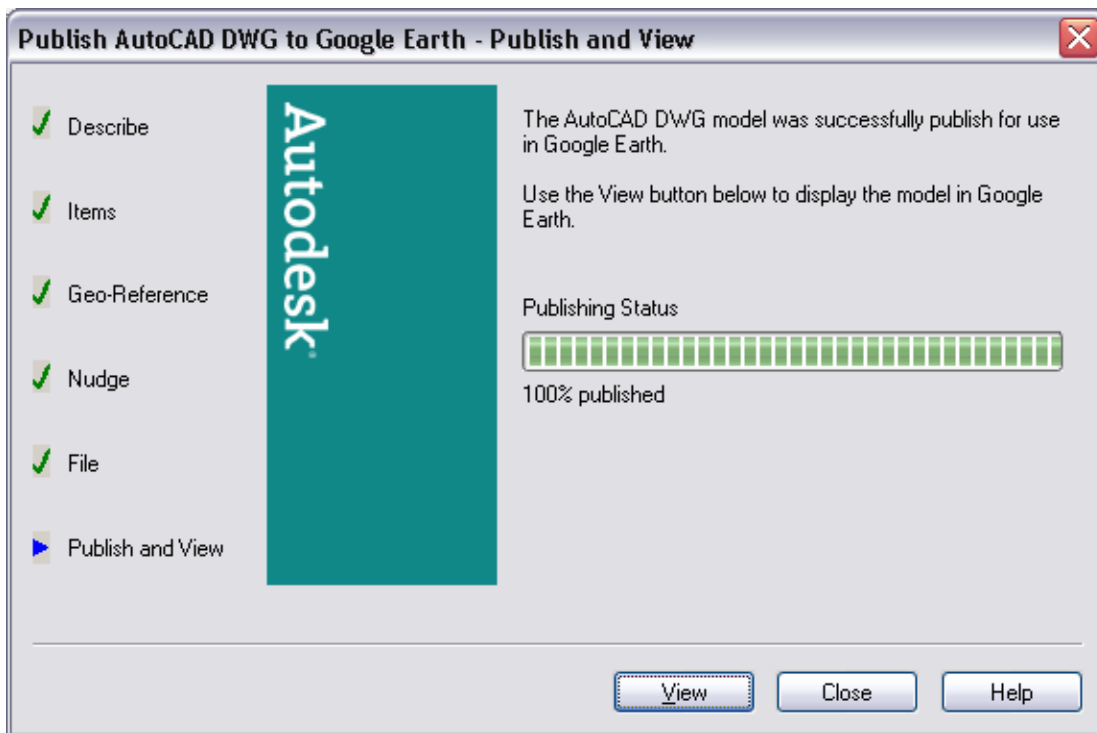 Publish AutoCAD DWG to Google Earth - Publish and View
Describe
Items
Geo-Reference
Nudge
File
Publish and View
Autodesk
The AutoCAD DWG model was successfully publish for use
in Google Earth.
Use the View button below to display the model in Google
Earth.
Publishing Status
100% published
View
Close
Help